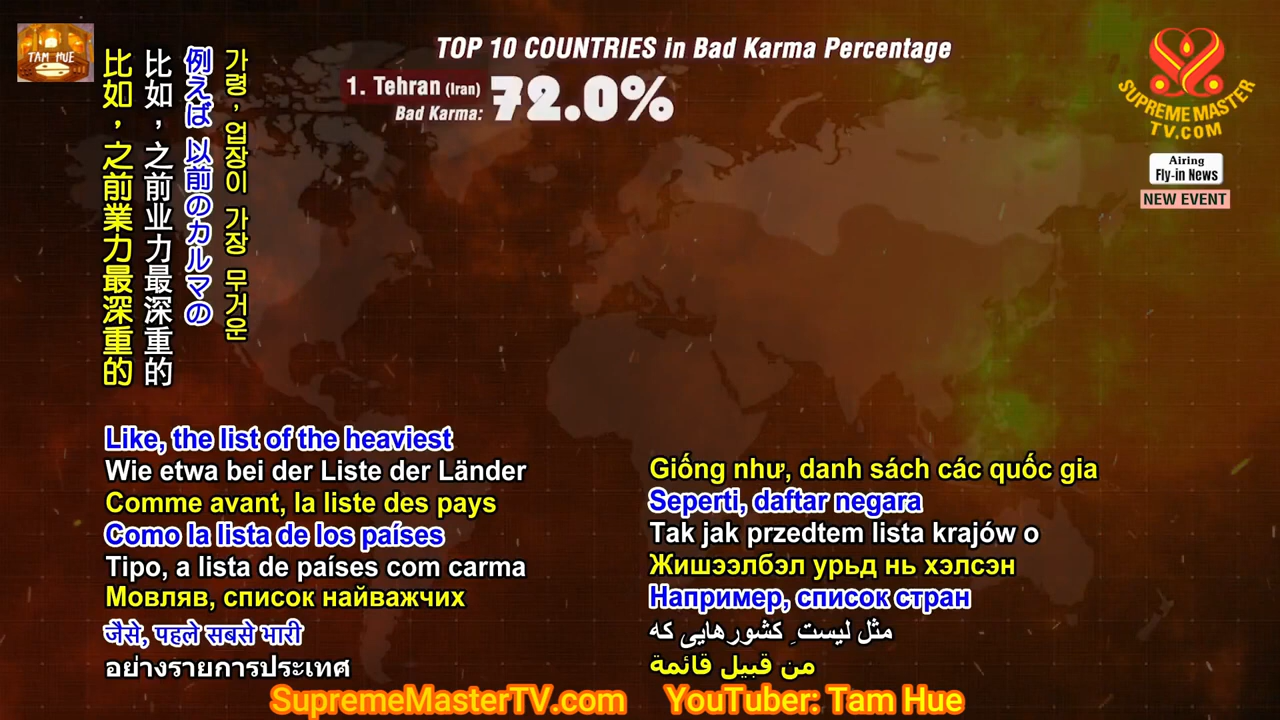 TAM HUE
TOP 10 COUNTRIES in Bad Karma Percentage
1. Tehran (Iran)
Bad Karma: 72.0%
SUPREME MASTER
TV.COM
Airing
Fly-in News
NEW EVENT
가령, 업장이 가장 무거운
例えば 以前のカルマの
比如，之前业力最深重的
比如，之前業力最深重的
Like, the list of the heaviest
Wie etwa bei der Liste der Länder
Comme avant, la liste des pays
Como la lista de los países
Tipo, a lista de países com carma
Мовляв, список найважчих
जैसे, पहले सबसे भारी
อย่างรายการประเทศ
Giống như, danh sách các quốc gia
Seperti, daftar negara
Tak jak przedtem lista krajów o
Жишээлбэл урьд нь хэлсэн
Например, список стран
مثل لیستِ کشورهایی که
من قبيل قائمة
SupremeMasterTV.com YouTuber: Tam Hue